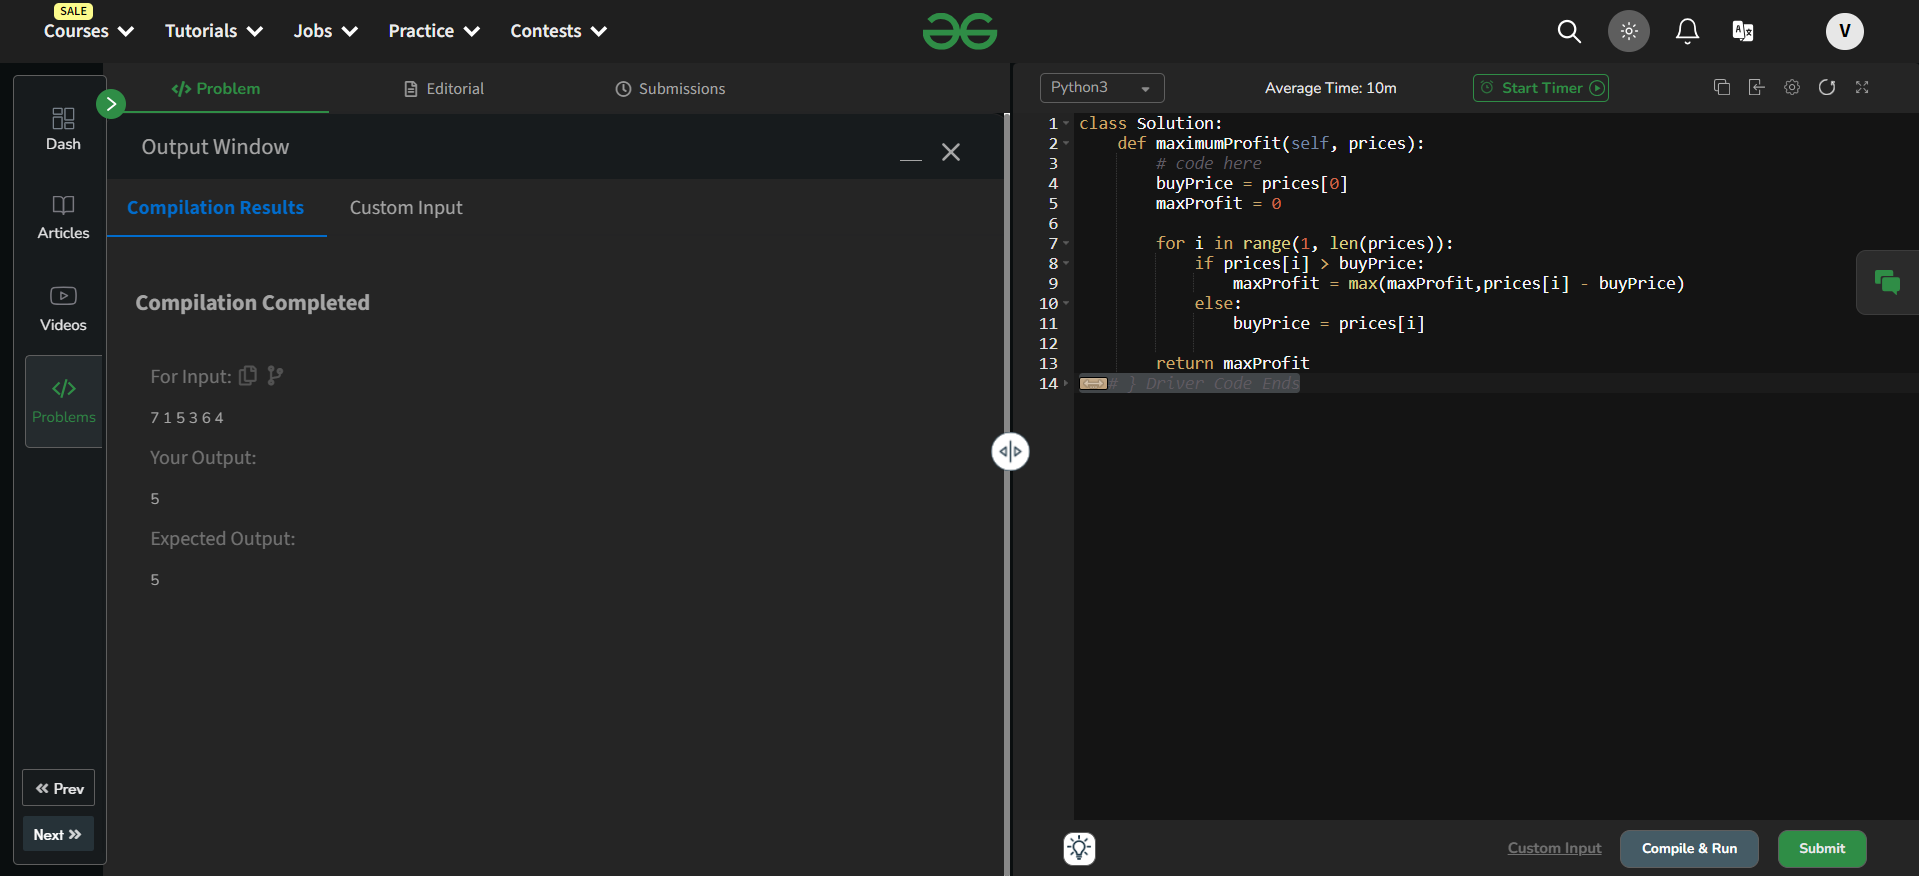 SALE
Courses Tutorials Jobs Practice Contests
V
Dash
Articles
Videos
Problems
Prev
Next
Problem Editorial Submissions
Output Window
Compilation Results Custom Input
Compilation Completed
For Input:
7 1 5 3 6 4
Your Output:
5
Expected Output:
5
Python3 Average Time: 10m Start Timer
1 class Solution:
2 def maximumProfit(self, prices):
3 # code here
4 buyPrice = prices[0]
5 maxProfit = 0
6
7 for i in range(1, len(prices)):
8 if prices[i] > buyPrice:
9 maxProfit = max(maxProfit,prices[i] - buyPrice)
10 else:
11 buyPrice = prices[i]
12
13 return maxProfit
14 # } Driver Code Ends
Custom Input Compile & Run Submit